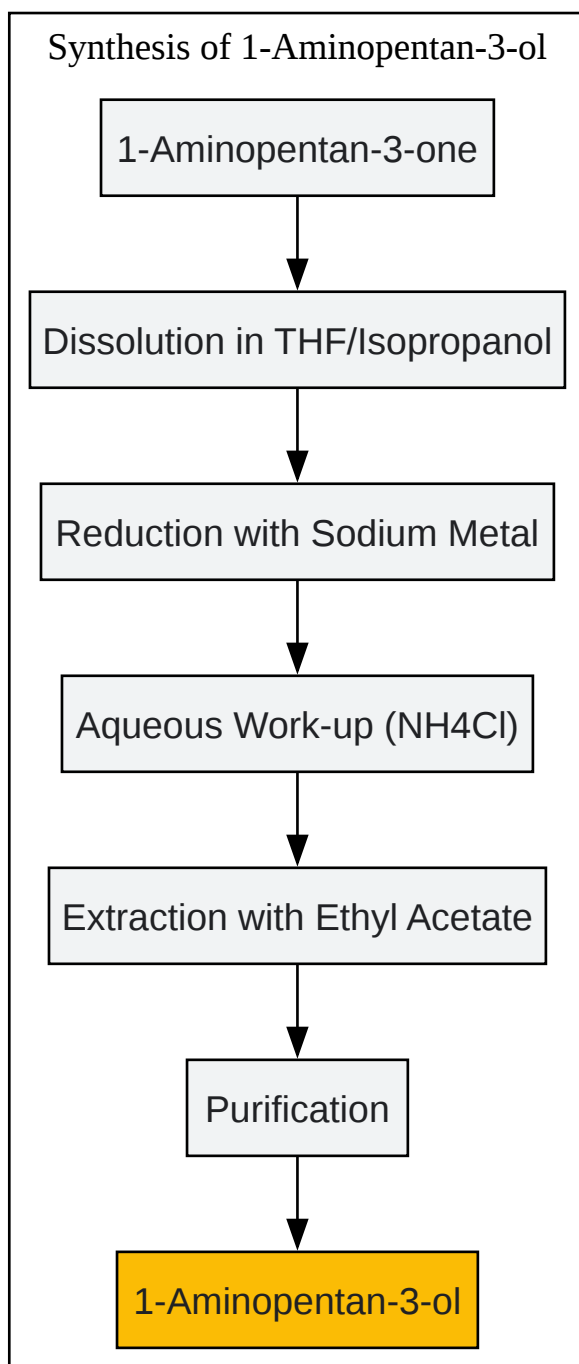 Synthesis of 1-Aminopentan-3-ol
1-Aminopentan-3-one
Dissolution in THF/Isopropanol
Reduction with Sodium Metal
Aqueous Work-up (NH4Cl)
Extraction with Ethyl Acetate
Purification
1-Aminopentan-3-ol